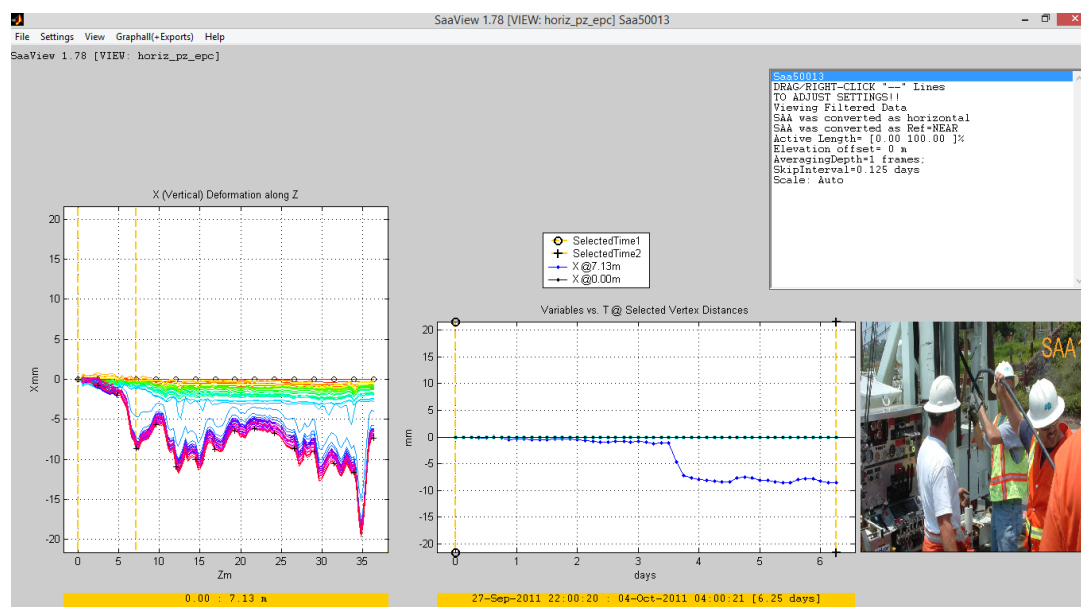 SaaView 1.78 [VIEW: horiz_pz_epc] Saa50013
File Settings View Graphall(+Exports) Help
SaaView 1.78 [VIEW: horiz_pz_epc]
Saa50013
DRAG/RIGHT-CLICK "--" Lines
TO ADJUST SETTINGS!!
Viewing Filtered Data
SAA was converted as horizontal
SAA was converted as Ref=NEAR
Active Length= [0.00 100.00 ]%
Elevation offset= 0 m
AveragingDepth=1 frames;
SkipInterval=0.125 days
Scale: Auto
X (Vertical) Deformation along Z
20
15
10
5
0
-5
-10
-15
-20
X mm
0 5 10 15 20 25 30 35
Zm
0.00 : 7.13 m
SelectedTime1
SelectedTime2
X @7.13m
X @0.00m
Variables vs. T @ Selected Vertex Distances
20
15
10
5
0
-5
-10
-15
-20
mm
0 1 2 3 4 5 6
days
27-Sep-2011 22:00:20 : 04-Oct-2011 04:00:21 [6.25 days]